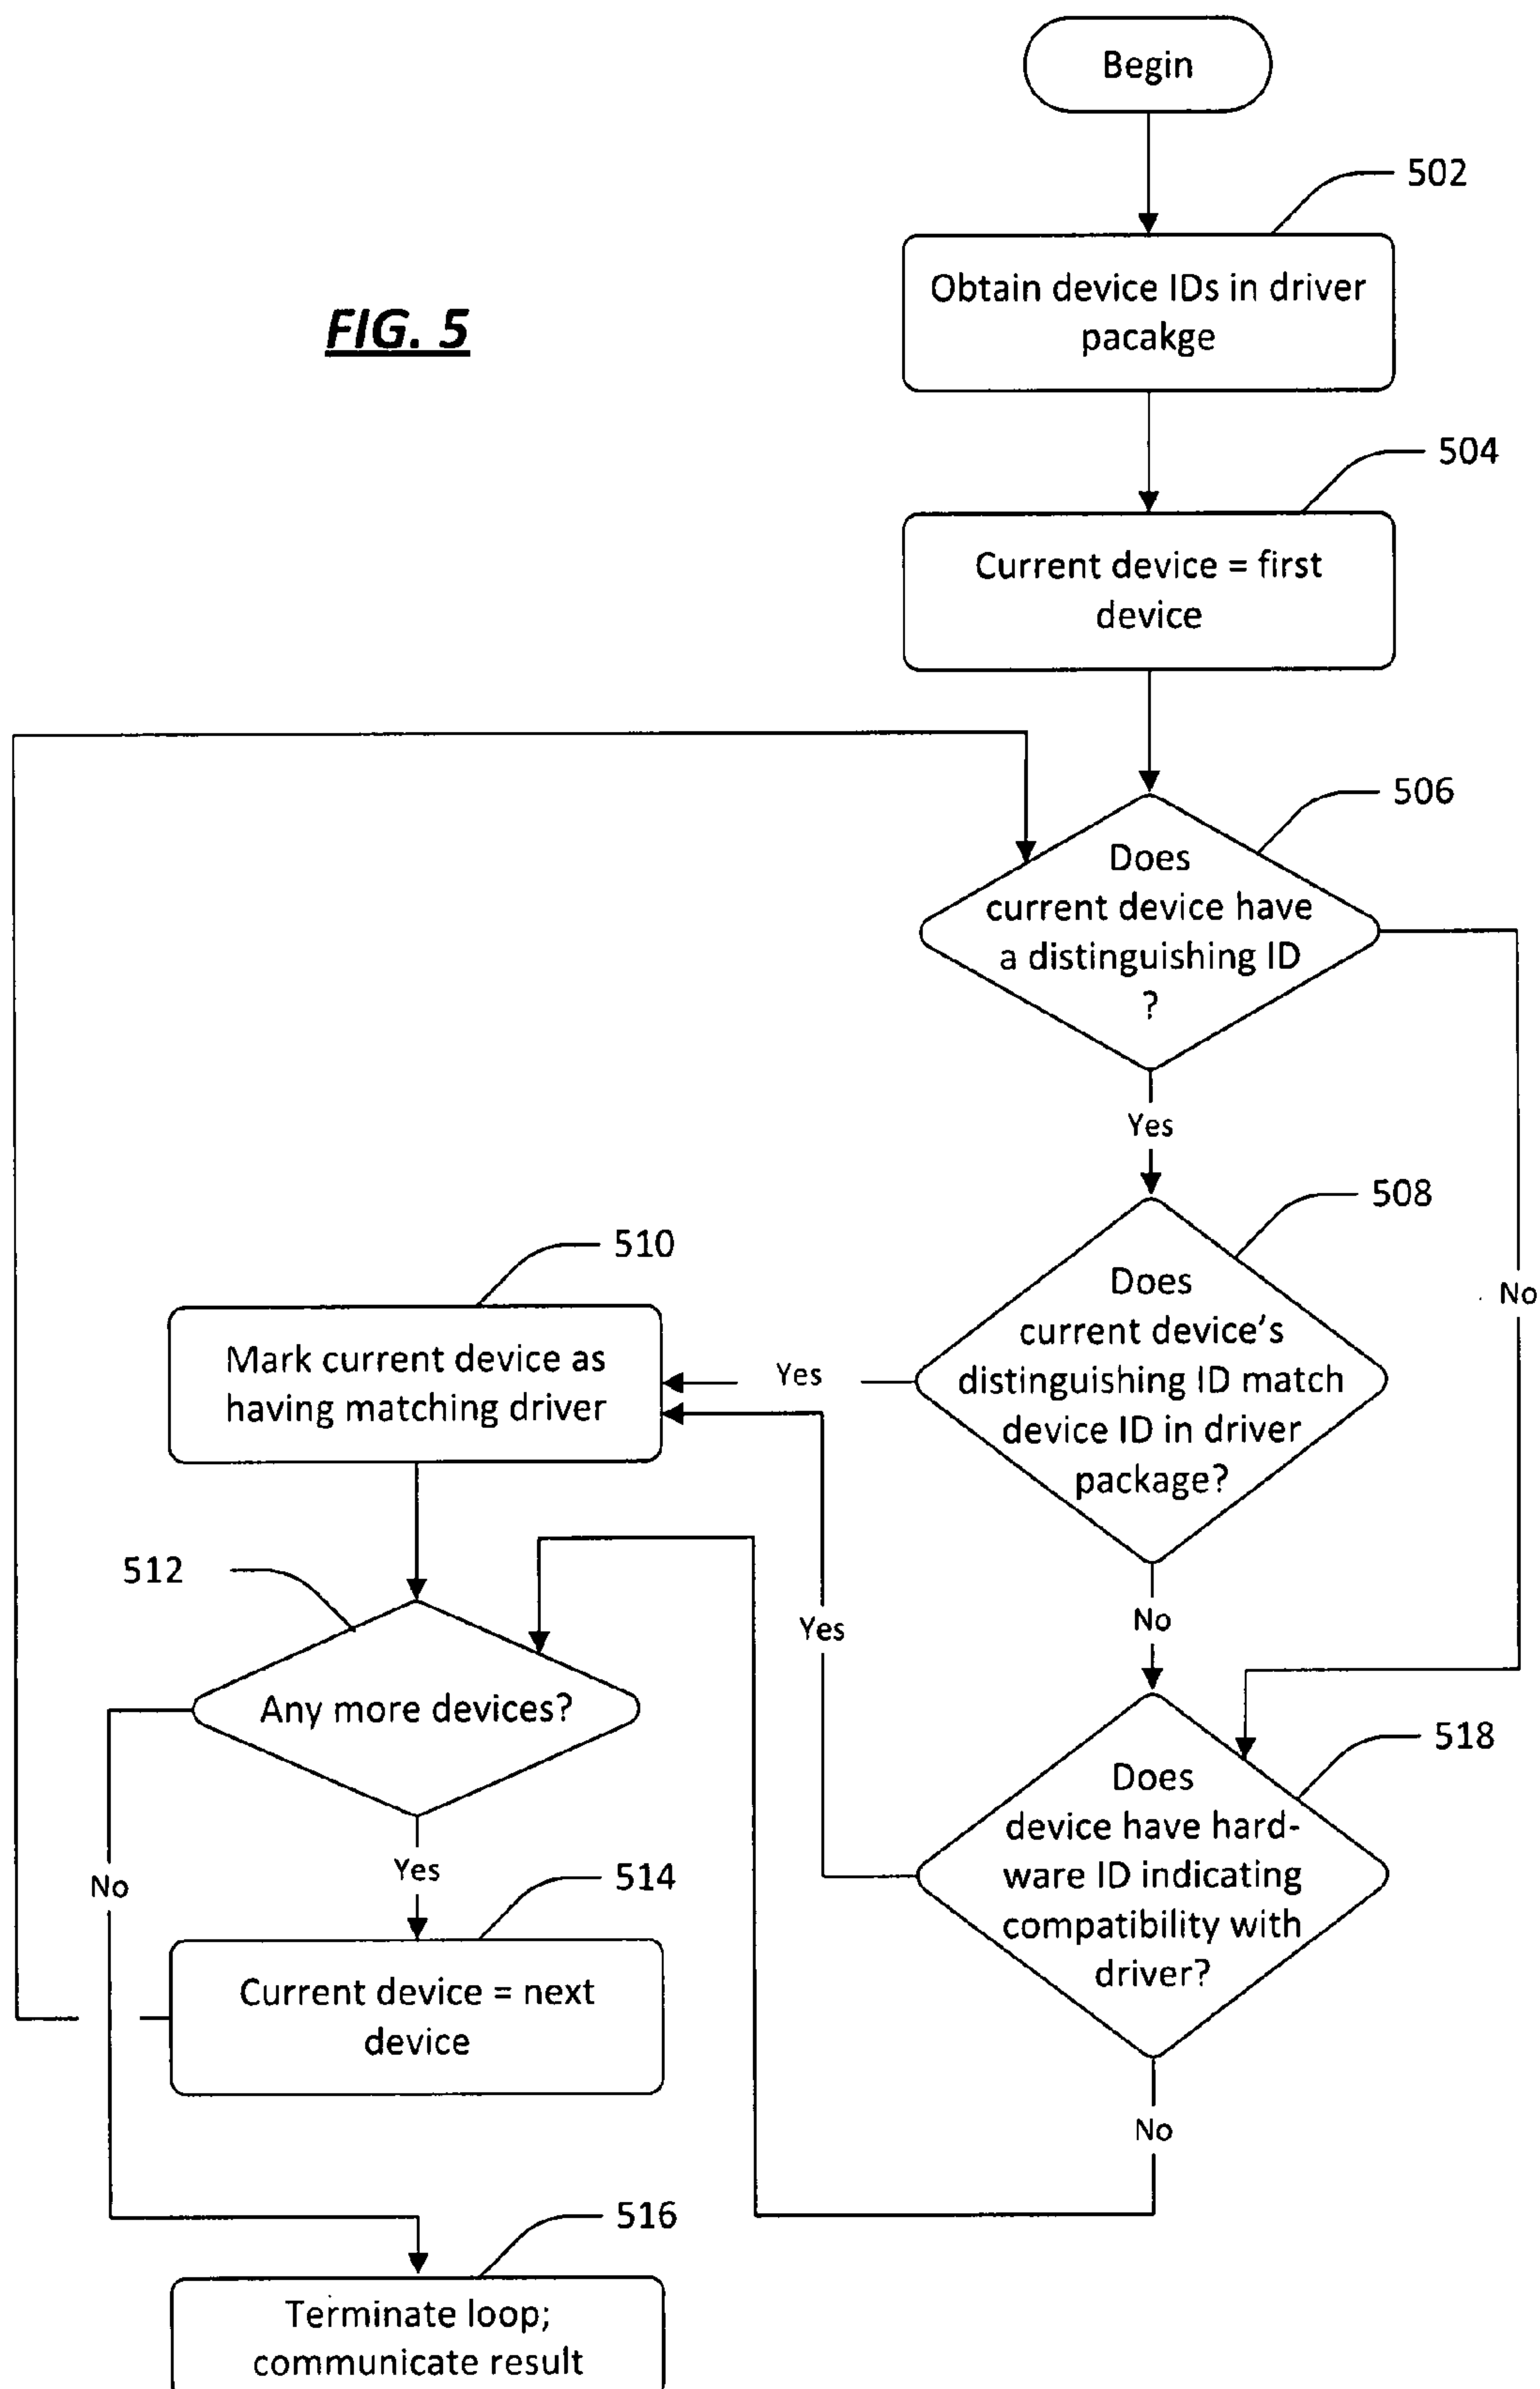 Begin
502
Obtain device IDs in driver
pacakge
FIG. 5
504
Current device = first
device
506
Does
current device have
a distinguishing ID
?
Yes
No
508
Does
current device's
distinguishing ID match
device ID in driver
package?
Yes
No
510
Mark current device as
having matching driver
512
Any more devices?
Yes
No
518
Does
device have hard-
ware ID indicating
compatibility with
driver?
Yes
No
514
Current device = next
device
516
Terminate loop;
communicate result